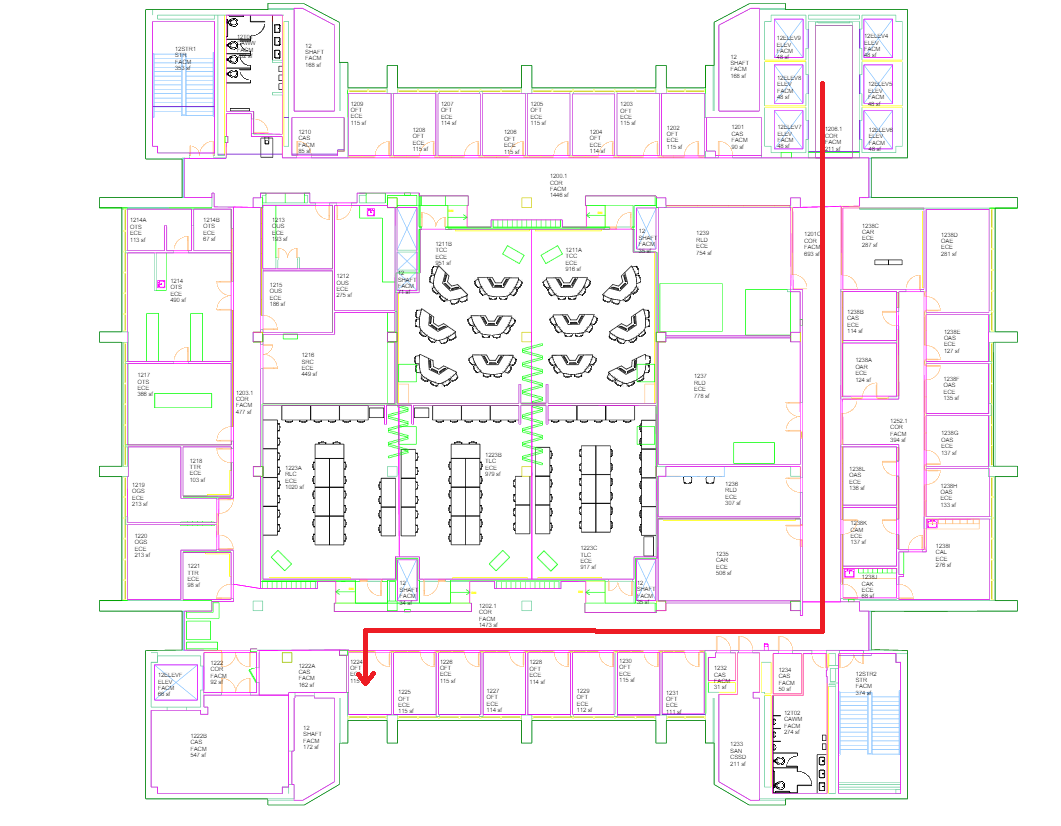 12STR1
STR
FACM
353 sf
12
SHAFT
FACM
168 sf
12
SHAFT
FACM
168 sf
12ELEV9
ELEV
FACM
48 sf
12ELEV4
ELEV
FACM
48 sf
12ELEV8
ELEV
FACM
48 sf
12ELEV5
ELEV
FACM
48 sf
12ELEV7
ELEV
FACM
48 sf
1208.1
COR
FACM
211 sf
12ELEV6
ELEV
FACM
48 sf
1210
CAS
FACM
85 sf
1209
OFT
ECE
115 sf
1208
OFT
ECE
115 sf
1207
OFT
ECE
114 sf
1206
OFT
ECE
115 sf
1205
OFT
ECE
115 sf
1204
OFT
ECE
114 sf
1203
OFT
ECE
115 sf
1202
OFT
ECE
115 sf
1201
CAS
FACM
90 sf
1200.1
COR
FACM
1446 sf
1214A
OTS
ECE
113 sf
1214B
OTS
ECE
67 sf
1213
OUS
ECE
193 sf
1211B
TCC
ECE
951 sf
1211A
TCC
ECE
916 sf
12
SHAFT
FACM
1239
RLD
ECE
754 sf
1201C
COR
FACM
693 sf
1238C
CAR
ECE
287 sf
1238D
OAE
ECE
281 sf
1214
OTS
ECE
490 sf
1215
OUS
ECE
186 sf
1212
OUS
ECE
275 sf
12
SHAFT
FACM
1238B
CAS
ECE
114 sf
1238E
OAS
ECE
127 sf
1216
SRC
ECE
449 sf
1238A
OAR
ECE
124 sf
1217
OTS
ECE
366 sf
1203.1
COR
FACM
477 sf
1237
RLD
ECE
778 sf
1238F
OAS
ECE
135 sf
1252.1
COR
FACM
394 sf
1238G
OAS
ECE
137 sf
1218
TTR
ECE
103 sf
1223A
RLC
ECE
1020 sf
1223B
TLC
ECE
979 sf
1236
RLD
ECE
307 sf
1238L
OAS
ECE
136 sf
1238H
OAS
ECE
133 sf
1219
OGS
ECE
213 sf
1220
OGS
ECE
213 sf
1238K
CAM
ECE
137 sf
1221
TTR
ECE
98 sf
1223C
TLC
ECE
917 sf
1235
CAR
ECE
508 sf
1238I
CAL
ECE
276 sf
1238J
CAK
ECE
68 sf
12
SHAFT
FACM
34 sf
12
SHAFT
FACM
35 sf
1202.1
COR
FACM
1473 sf
12ELEVF
ELEV
FACM
66 sf
1222
COR
FACM
92 sf
1222A
CAS
FACM
162 sf
1224
OFT
ECE
115
1225
OFT
ECE
115 sf
1226
OFT
ECE
115 sf
1227
OFT
ECE
114 sf
1228
OFT
ECE
114 sf
1229
OFT
ECE
112 sf
1230
OFT
ECE
115 sf
1231
OFT
ECE
111 sf
1232
CAS
FACM
31 sf
1234
CAS
FACM
50 sf
12STR2
STR
FACM
374 sf
12102
CAWM
FACM
274 sf
1222B
CAS
FACM
547 sf
12
SHAFT
FACM
172 sf
1233
SAN
CSSD
211 sf